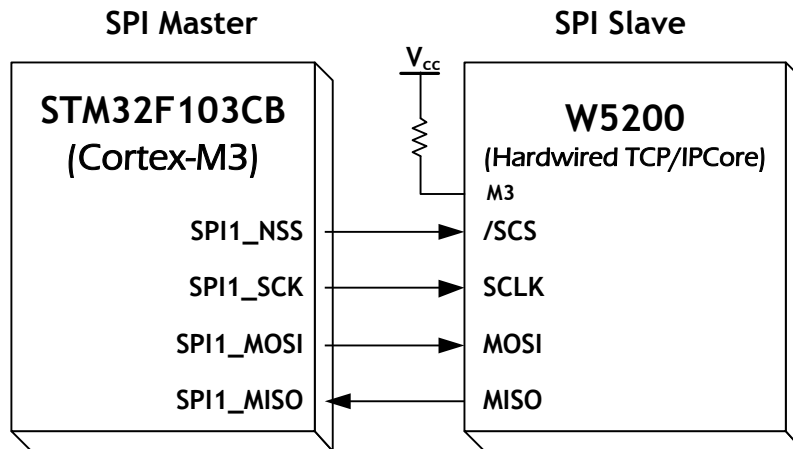 SPI Master
SPI Slave
Vcc
STM32F103CB
(Cortex-M3)
W5200
(Hardwired TCP/IPCore)
M3
SPI1_NSS
/SCS
SPI1_SCK
SCLK
SPI1_MOSI
MOSI
SPI1_MISO
MISO